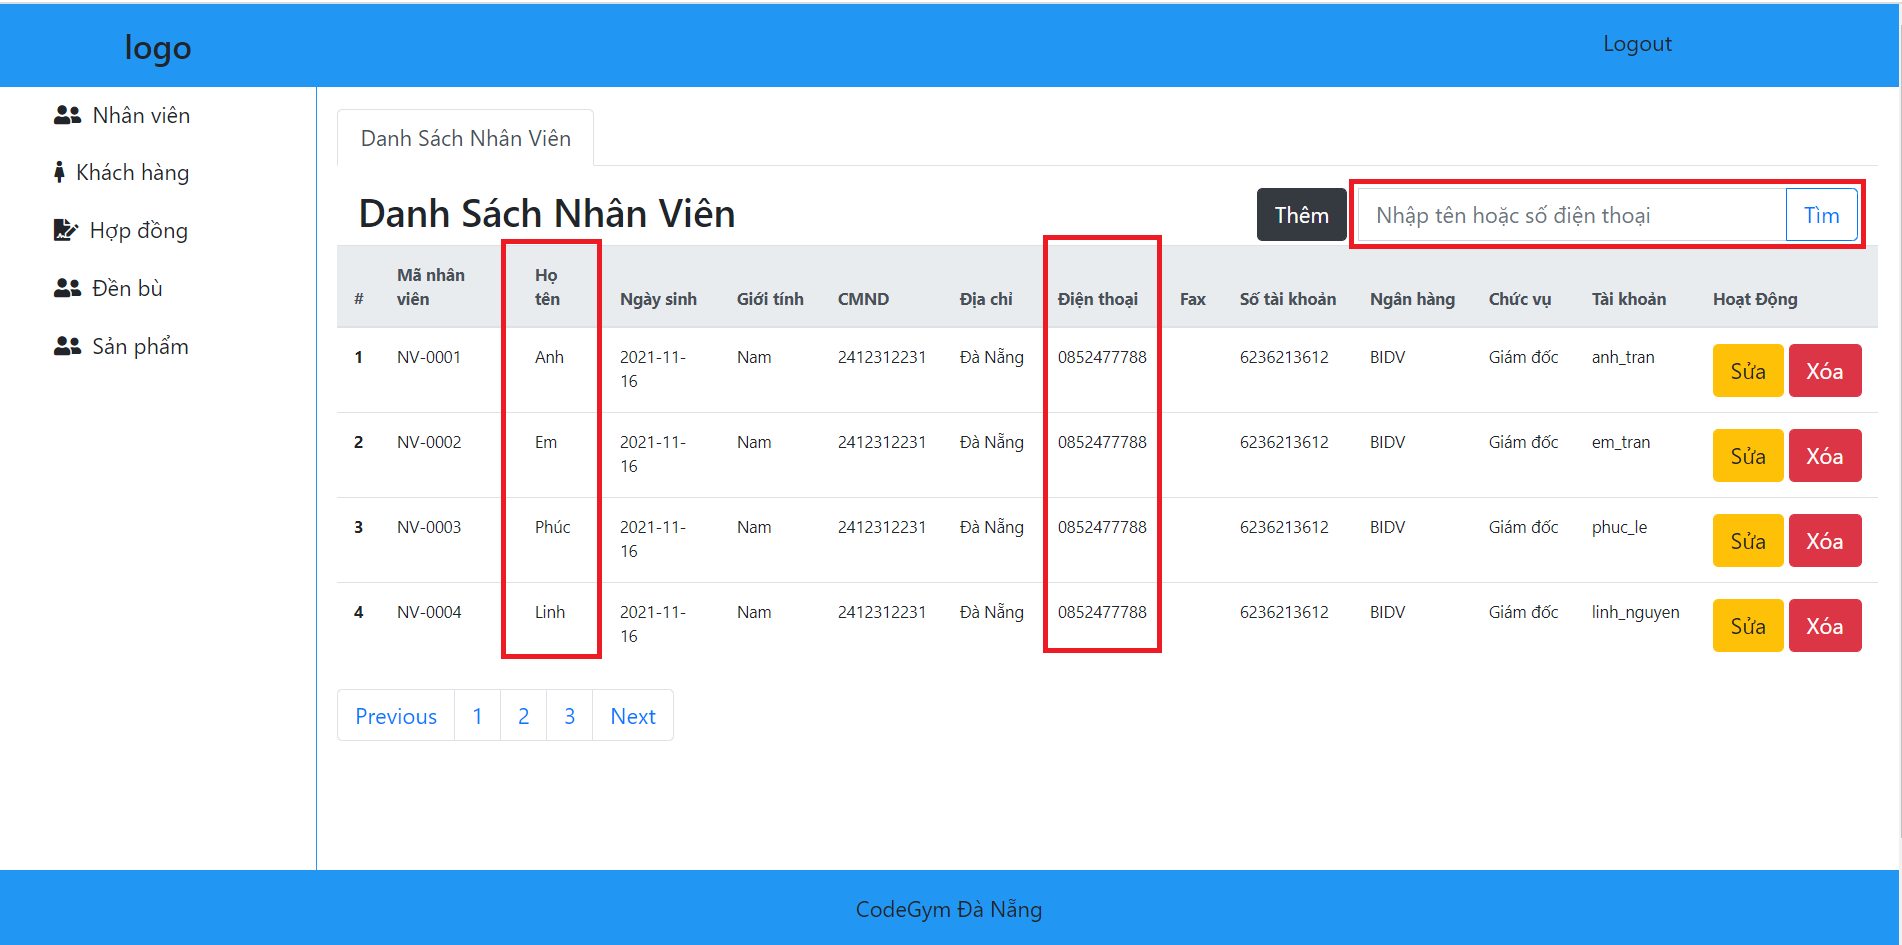 logo
Logout
Nhân viên
Khách hàng
Hợp đồng
Đền bù
Sản phẩm
Danh Sách Nhân Viên
Danh Sách Nhân Viên
Thêm
Nhập tên hoặc số điện thoại
Tìm
# Mã nhân viên Họ tên Ngày sinh Giới tính CMND Địa chỉ Điện thoại Fax Số tài khoản Ngân hàng Chức vụ Tài khoản Hoạt Động
1 NV-0001 Anh 2021-11-16 Nam 2412312231 Đà Nẵng 0852477788 6236213612 BIDV Giám đốc anh_tran Sửa Xóa
2 NV-0002 Em 2021-11-16 Nam 2412312231 Đà Nẵng 0852477788 6236213612 BIDV Giám đốc em_tran Sửa Xóa
3 NV-0003 Phúc 2021-11-16 Nam 2412312231 Đà Nẵng 0852477788 6236213612 BIDV Giám đốc phuc_le Sửa Xóa
4 NV-0004 Linh 2021-11-16 Nam 2412312231 Đà Nẵng 0852477788 6236213612 BIDV Giám đốc linh_nguyen Sửa Xóa
Previous 1 2 3 Next
CodeGym Đà Nẵng